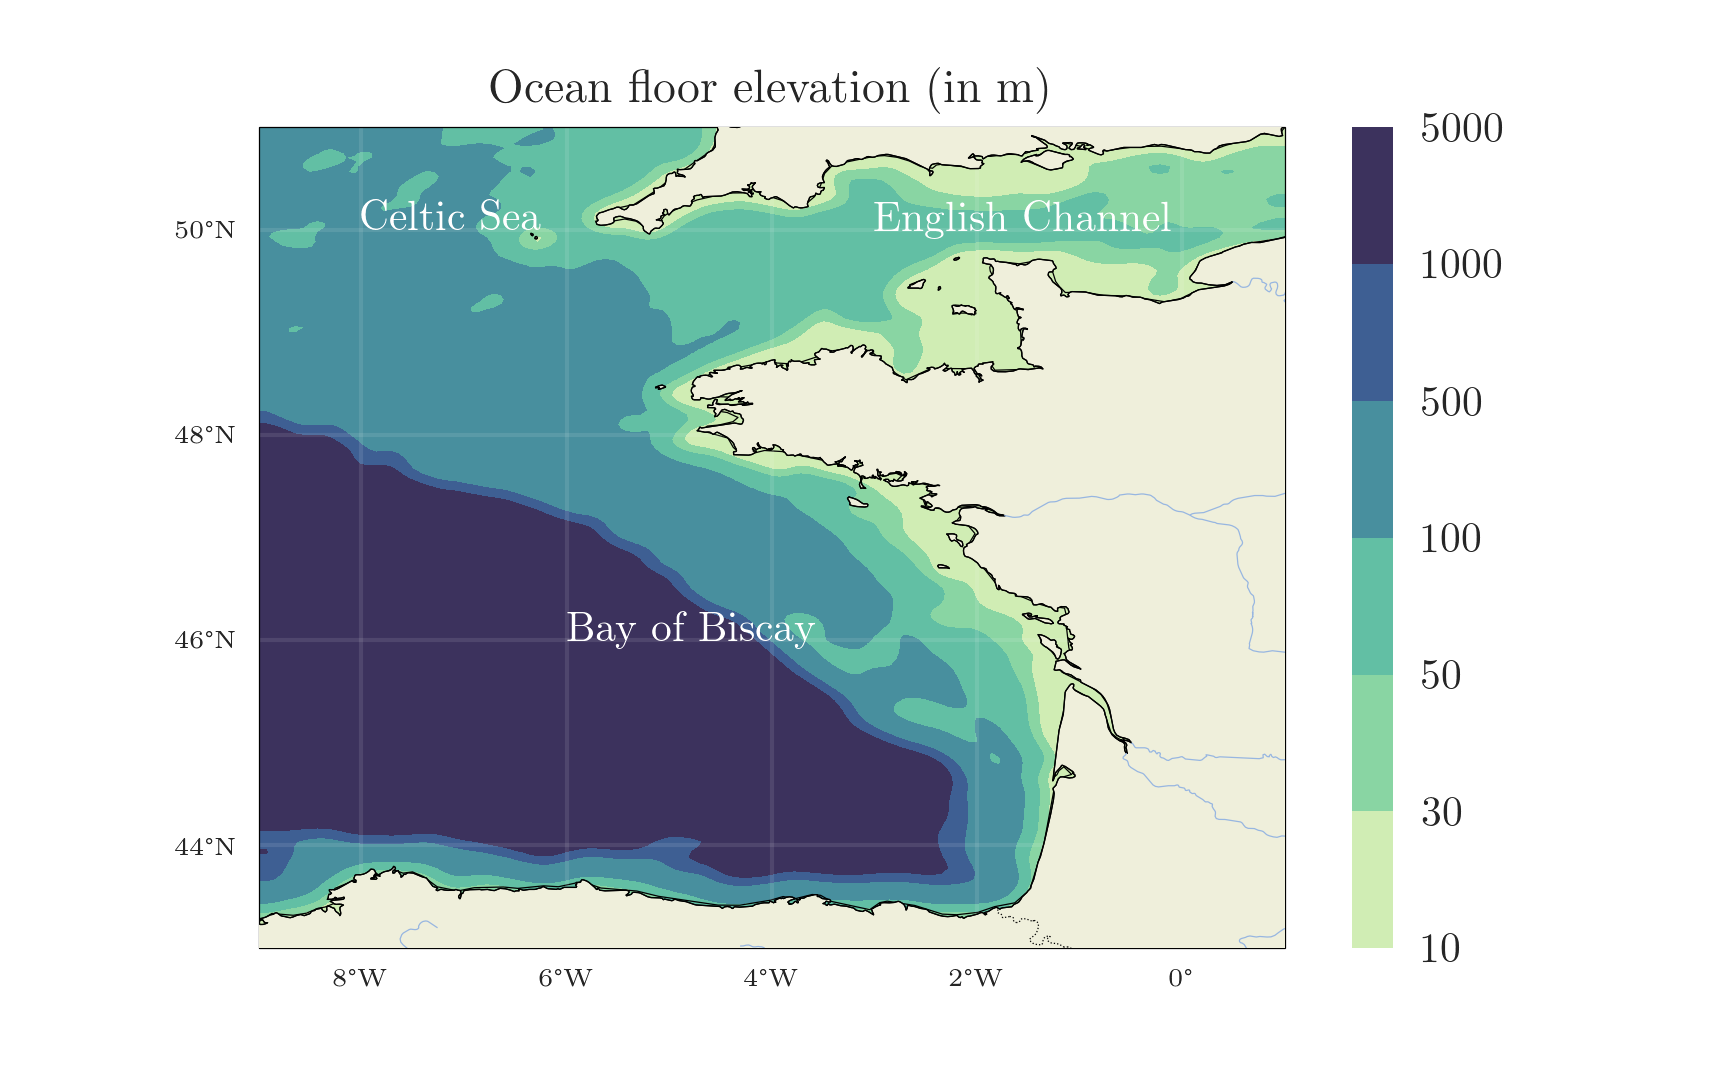 Ocean floor elevation (in m)
Celtic Sea
English Channel
Bay of Biscay
50°N
48°N
46°N
44°N
8°W
6°W
4°W
2°W
0°
5000
1000
500
100
50
30
10